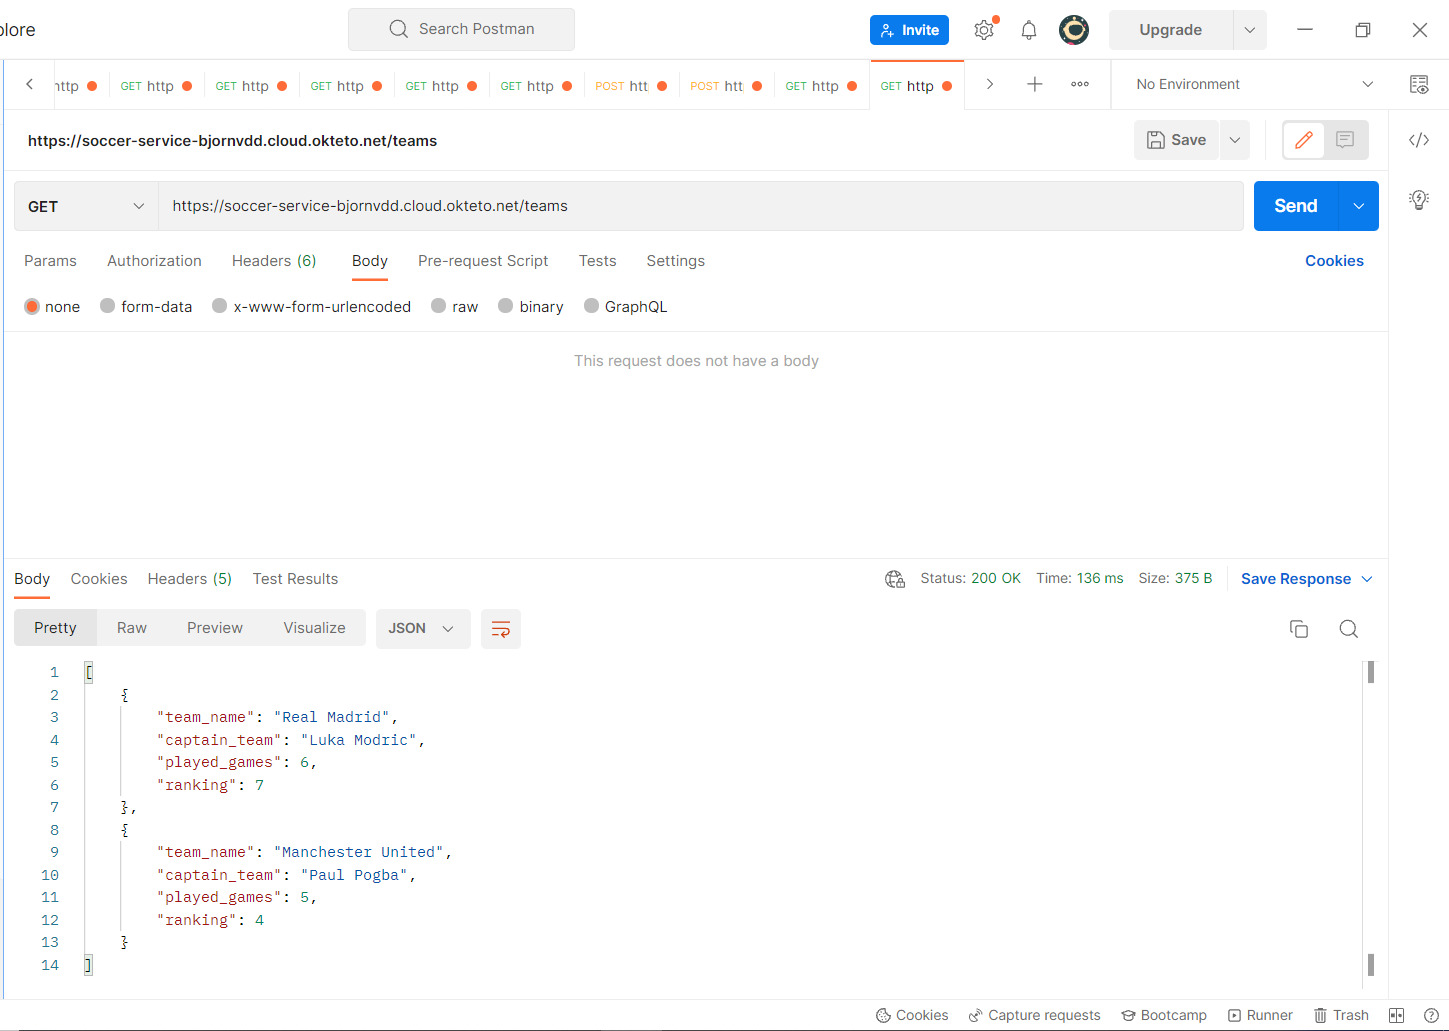 plore Search Postman Invite Upgrade
http GET http GET http GET http GET http GET http POST htt POST htt GET http GET http No Environment
https://soccer-service-bjornvdd.cloud.okteto.net/teams Save
GET https://soccer-service-bjornvdd.cloud.okteto.net/teams Send
Params Authorization Headers (6) Body Pre-request Script Tests Settings Cookies
none form-data x-www-form-urlencoded raw binary GraphQL
This request does not have a body
Body Cookies Headers (5) Test Results Status: 200 OK Time: 136 ms Size: 375 B Save Response
Pretty Raw Preview Visualize JSON
1 [
2 {
3 "team_name": "Real Madrid",
4 "captain_team": "Luka Modric",
5 "played_games": 6,
6 "ranking": 7
7 },
8 {
9 "team_name": "Manchester United",
10 "captain_team": "Paul Pogba",
11 "played_games": 5,
12 "ranking": 4
13 }
14 ]
Cookies Capture requests Bootcamp Runner Trash